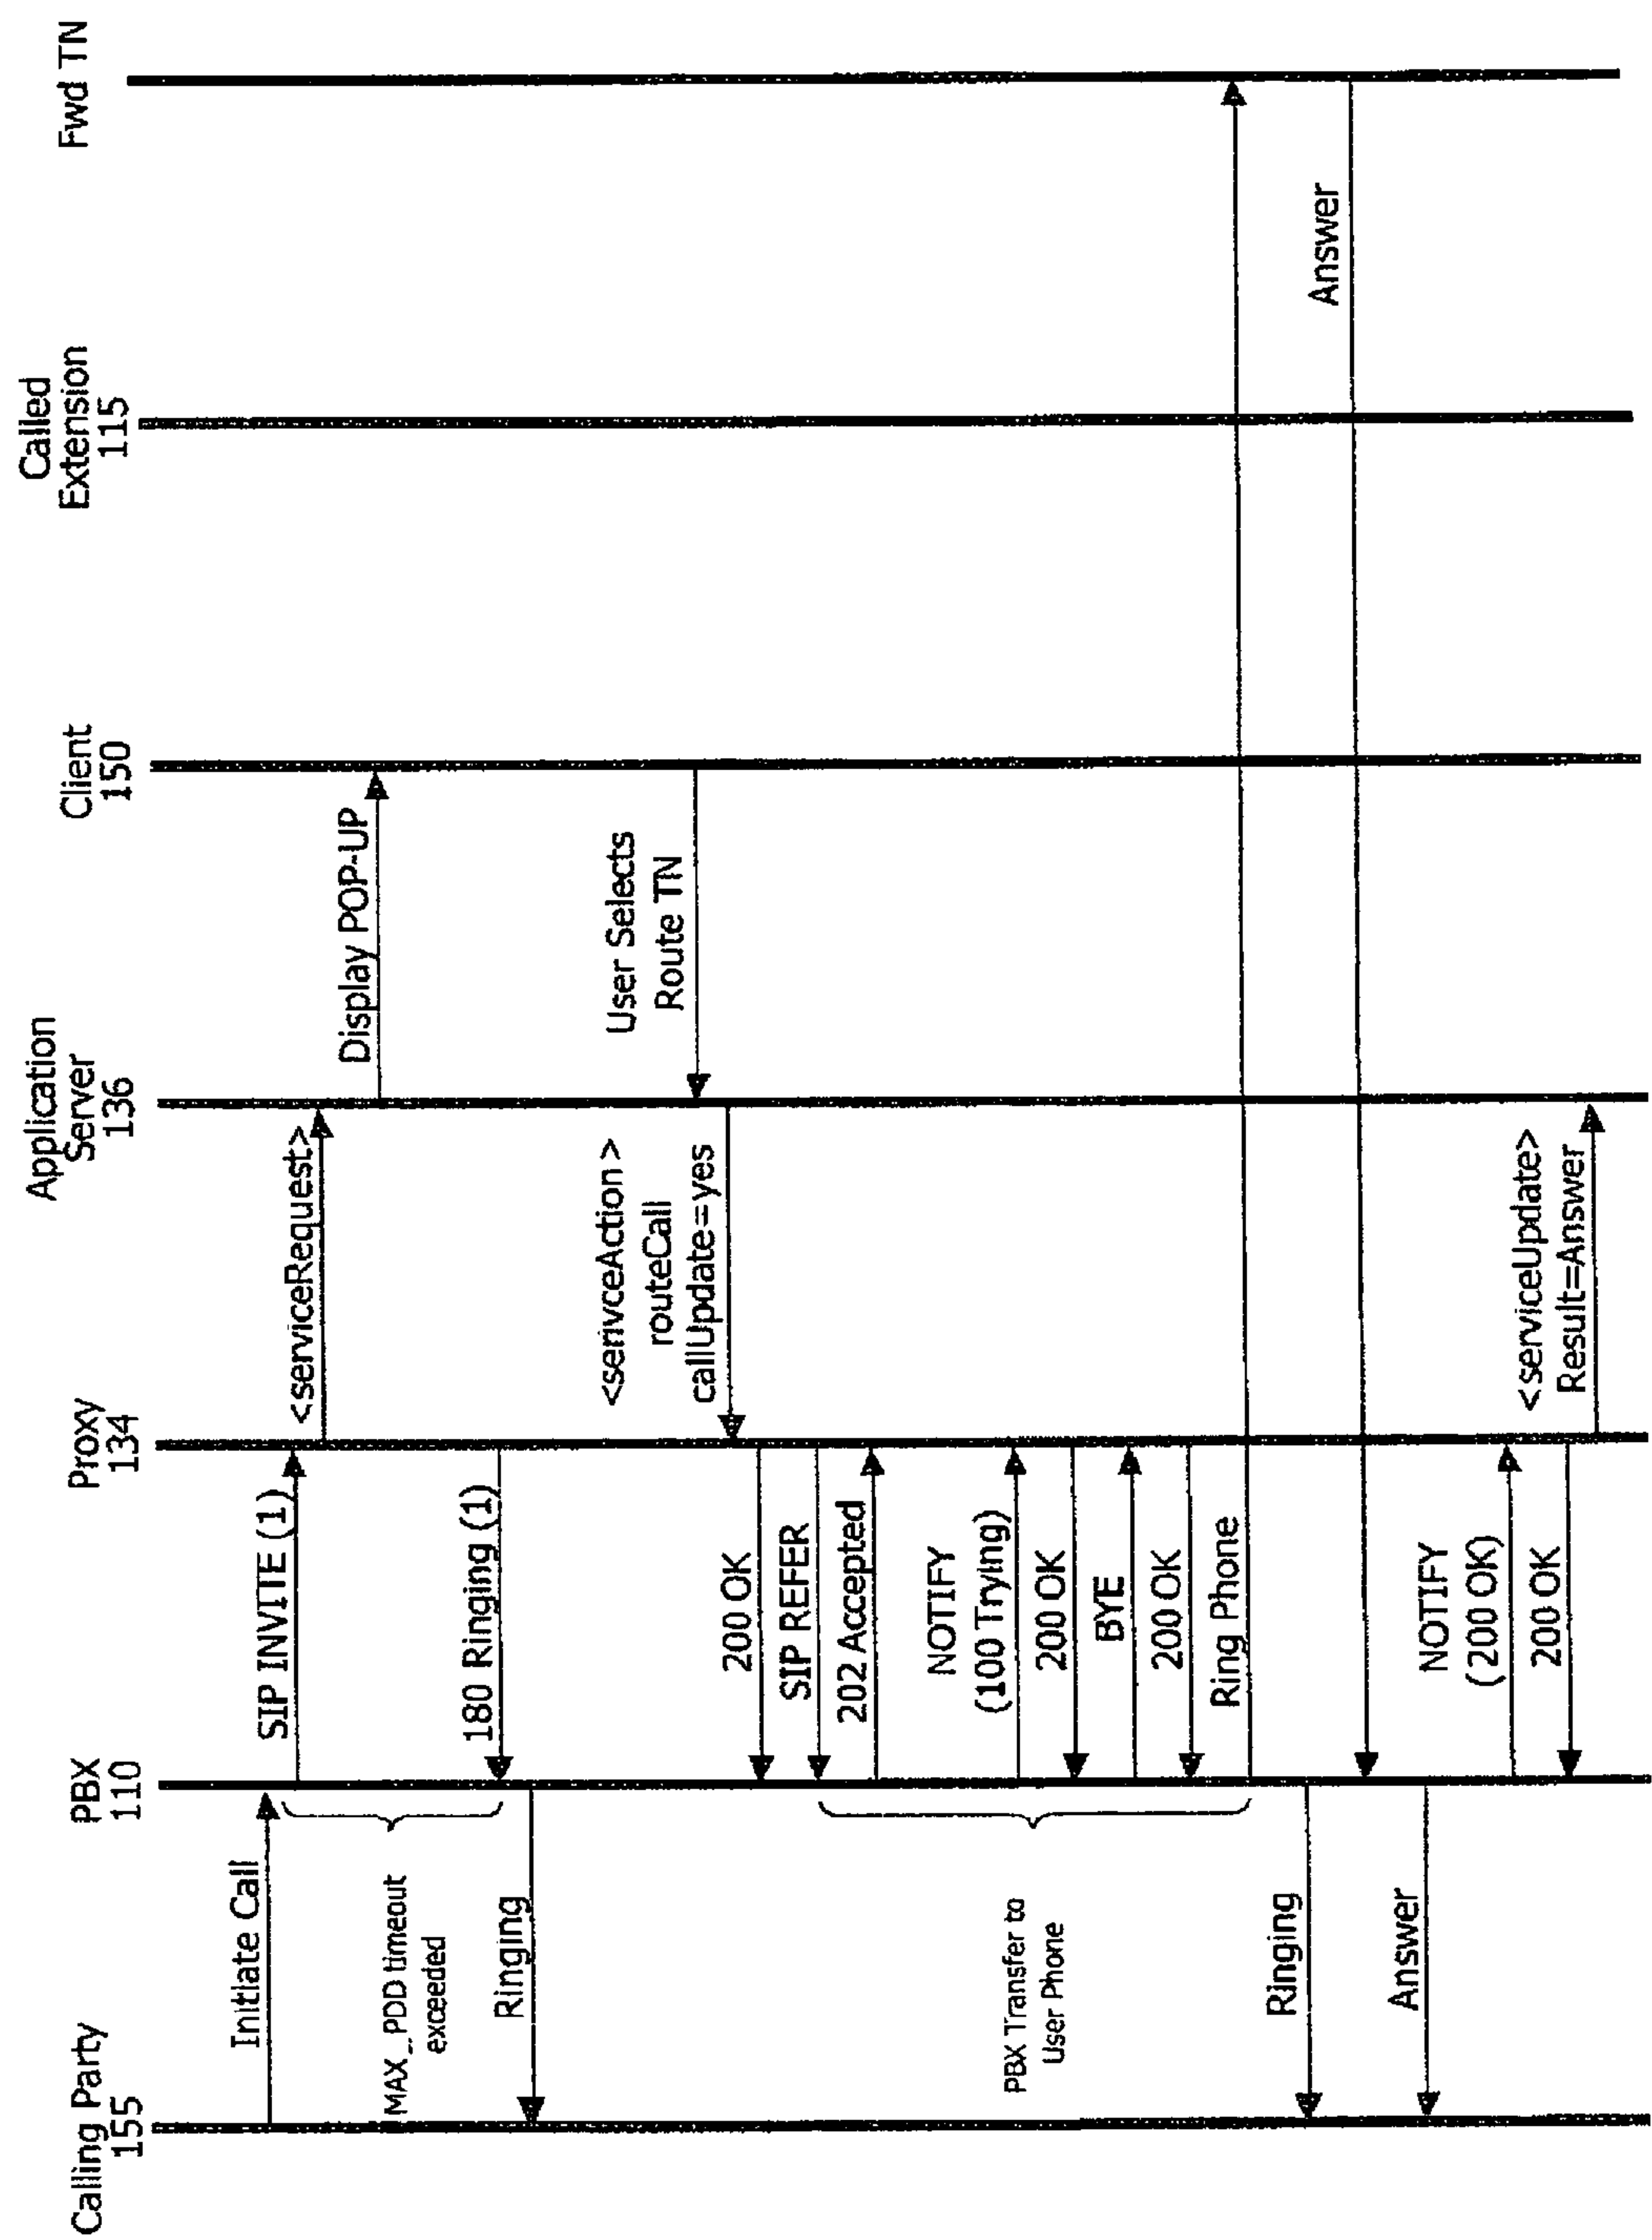 Calling Party
155
PBX
110
Proxy
134
Application
Server
136
Client
150
Called
Extension
115
Fwd TN
Initiate Call
SIP INVITE (1)
<serviceRequest>
Display POP-UP
MAX_PDD timeout
exceeded
180 Ringing (1)
Ringing
User Selects
Route TN
<serivceAction>
routeCall
callUpdate=yes
200 OK
SIP REFER
202 Accepted
NOTIFY
(100 Trying)
200 OK
BYE
200 OK
Ring Phone
PBX Transfer to
User Phone
Ringing
Answer
Answer
NOTIFY
(200 OK)
200 OK
<serviceUpdate>
Result=Answer